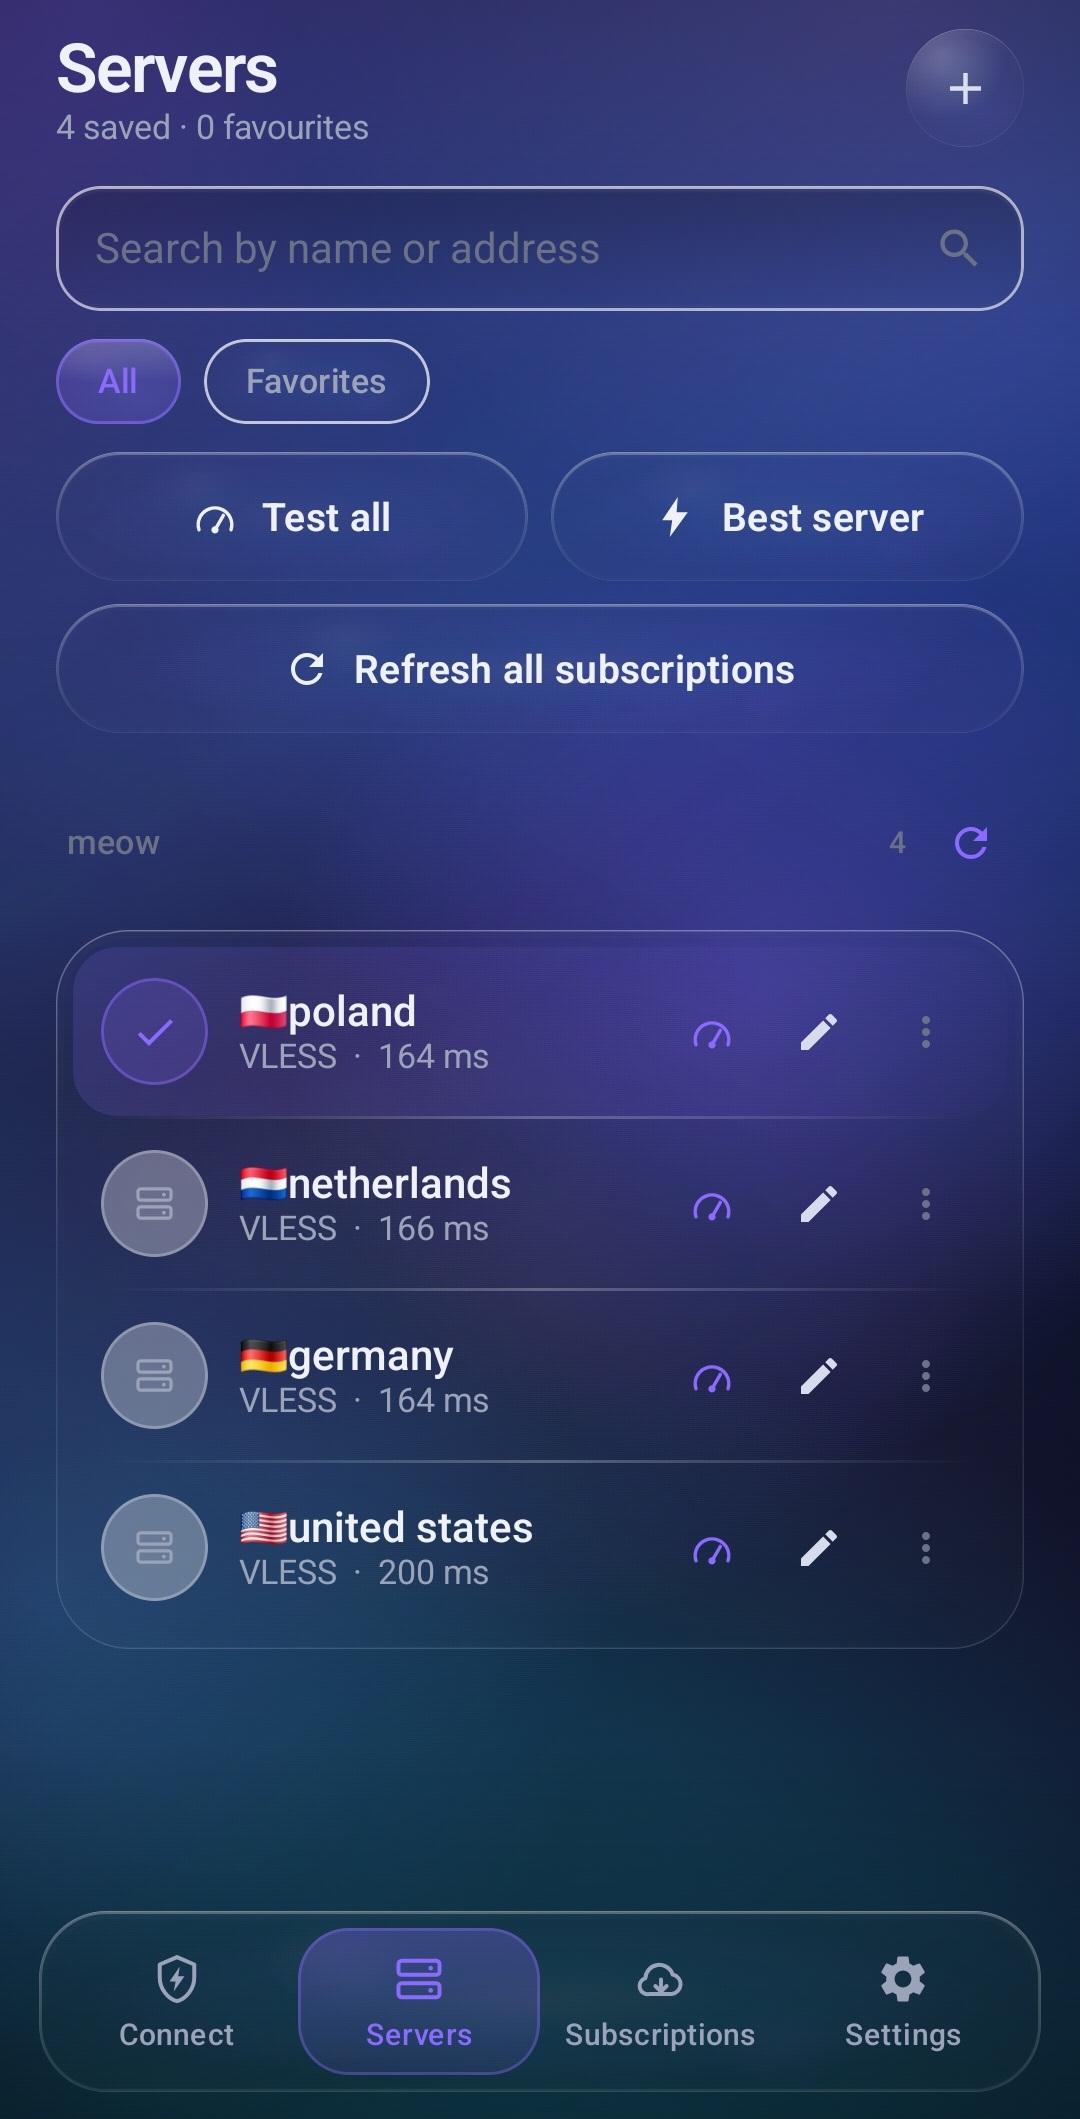 Servers
4 saved · 0 favourites
Search by name or address
All
Favorites
Test all
Best server
Refresh all subscriptions
meow
4
🇵🇱poland
VLESS · 164 ms
🇳🇱netherlands
VLESS · 166 ms
🇩🇪germany
VLESS · 164 ms
🇺🇸united states
VLESS · 200 ms
Connect
Servers
Subscriptions
Settings